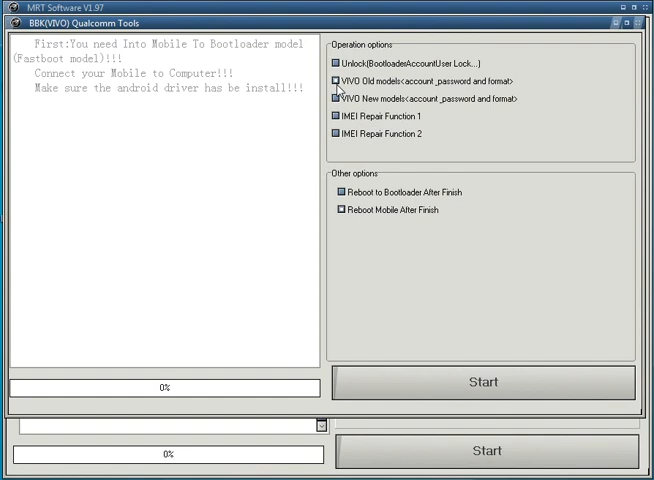 MRT Software V1.97
BBK(VIVO) Qualcomm Tools
First:You need Into Mobile To Bootloader model
(Fastboot model)!!!
Connect your Mobile to Computer!!!
Make sure the android driver has be install!!!
0%
Operation options
Unlock(BootloaderAccountUser Lock...)
VIVO Old models<account ,password and format>
VIVO New models<account ,password and format>
IMEI Repair Function 1
IMEI Repair Function 2
Other options
Reboot to Bootloader After Finish
Reboot Mobile After Finish
Start
0%
Start